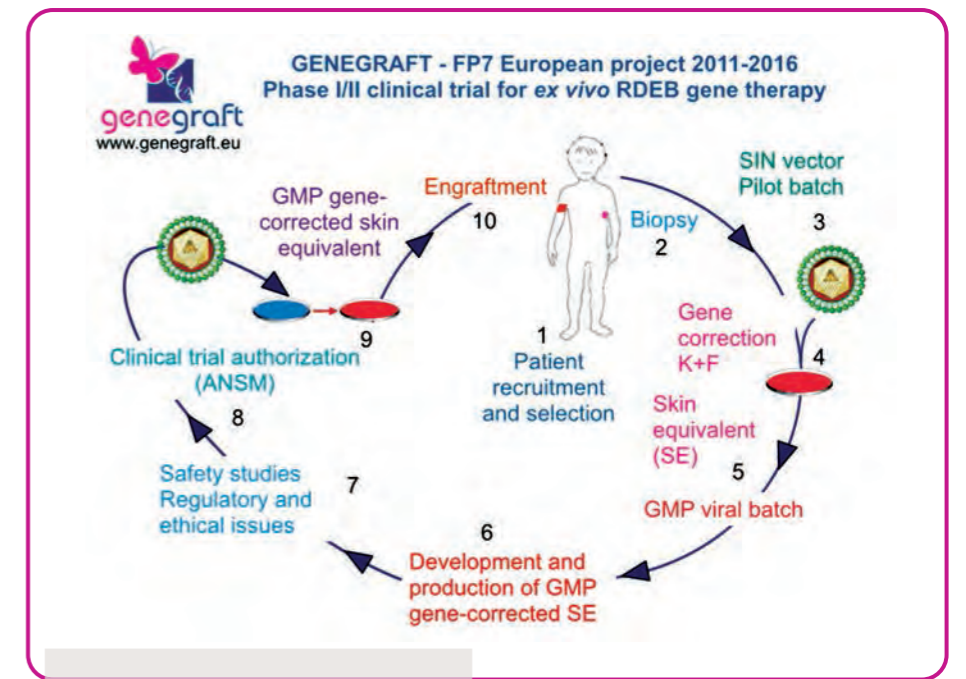 genegraft
www.genegraft.eu
GENEGRAFT - FP7 European project 2011-2016
Phase I/II clinical trial for ex vivo RDEB gene therapy
1
Patient
recruitment
and selection
Biopsy
2
SIN vector
Pilot batch
3
Gene
correction
K+F
4
Skin
equivalent
(SE)
5
GMP viral batch
6
Development and
production of GMP
gene-corrected SE
7
Safety studies
Regulatory and
ethical issues
8
Clinical trial authorization
(ANSM)
GMP gene-
corrected skin
equivalent
9
Engraftment
10